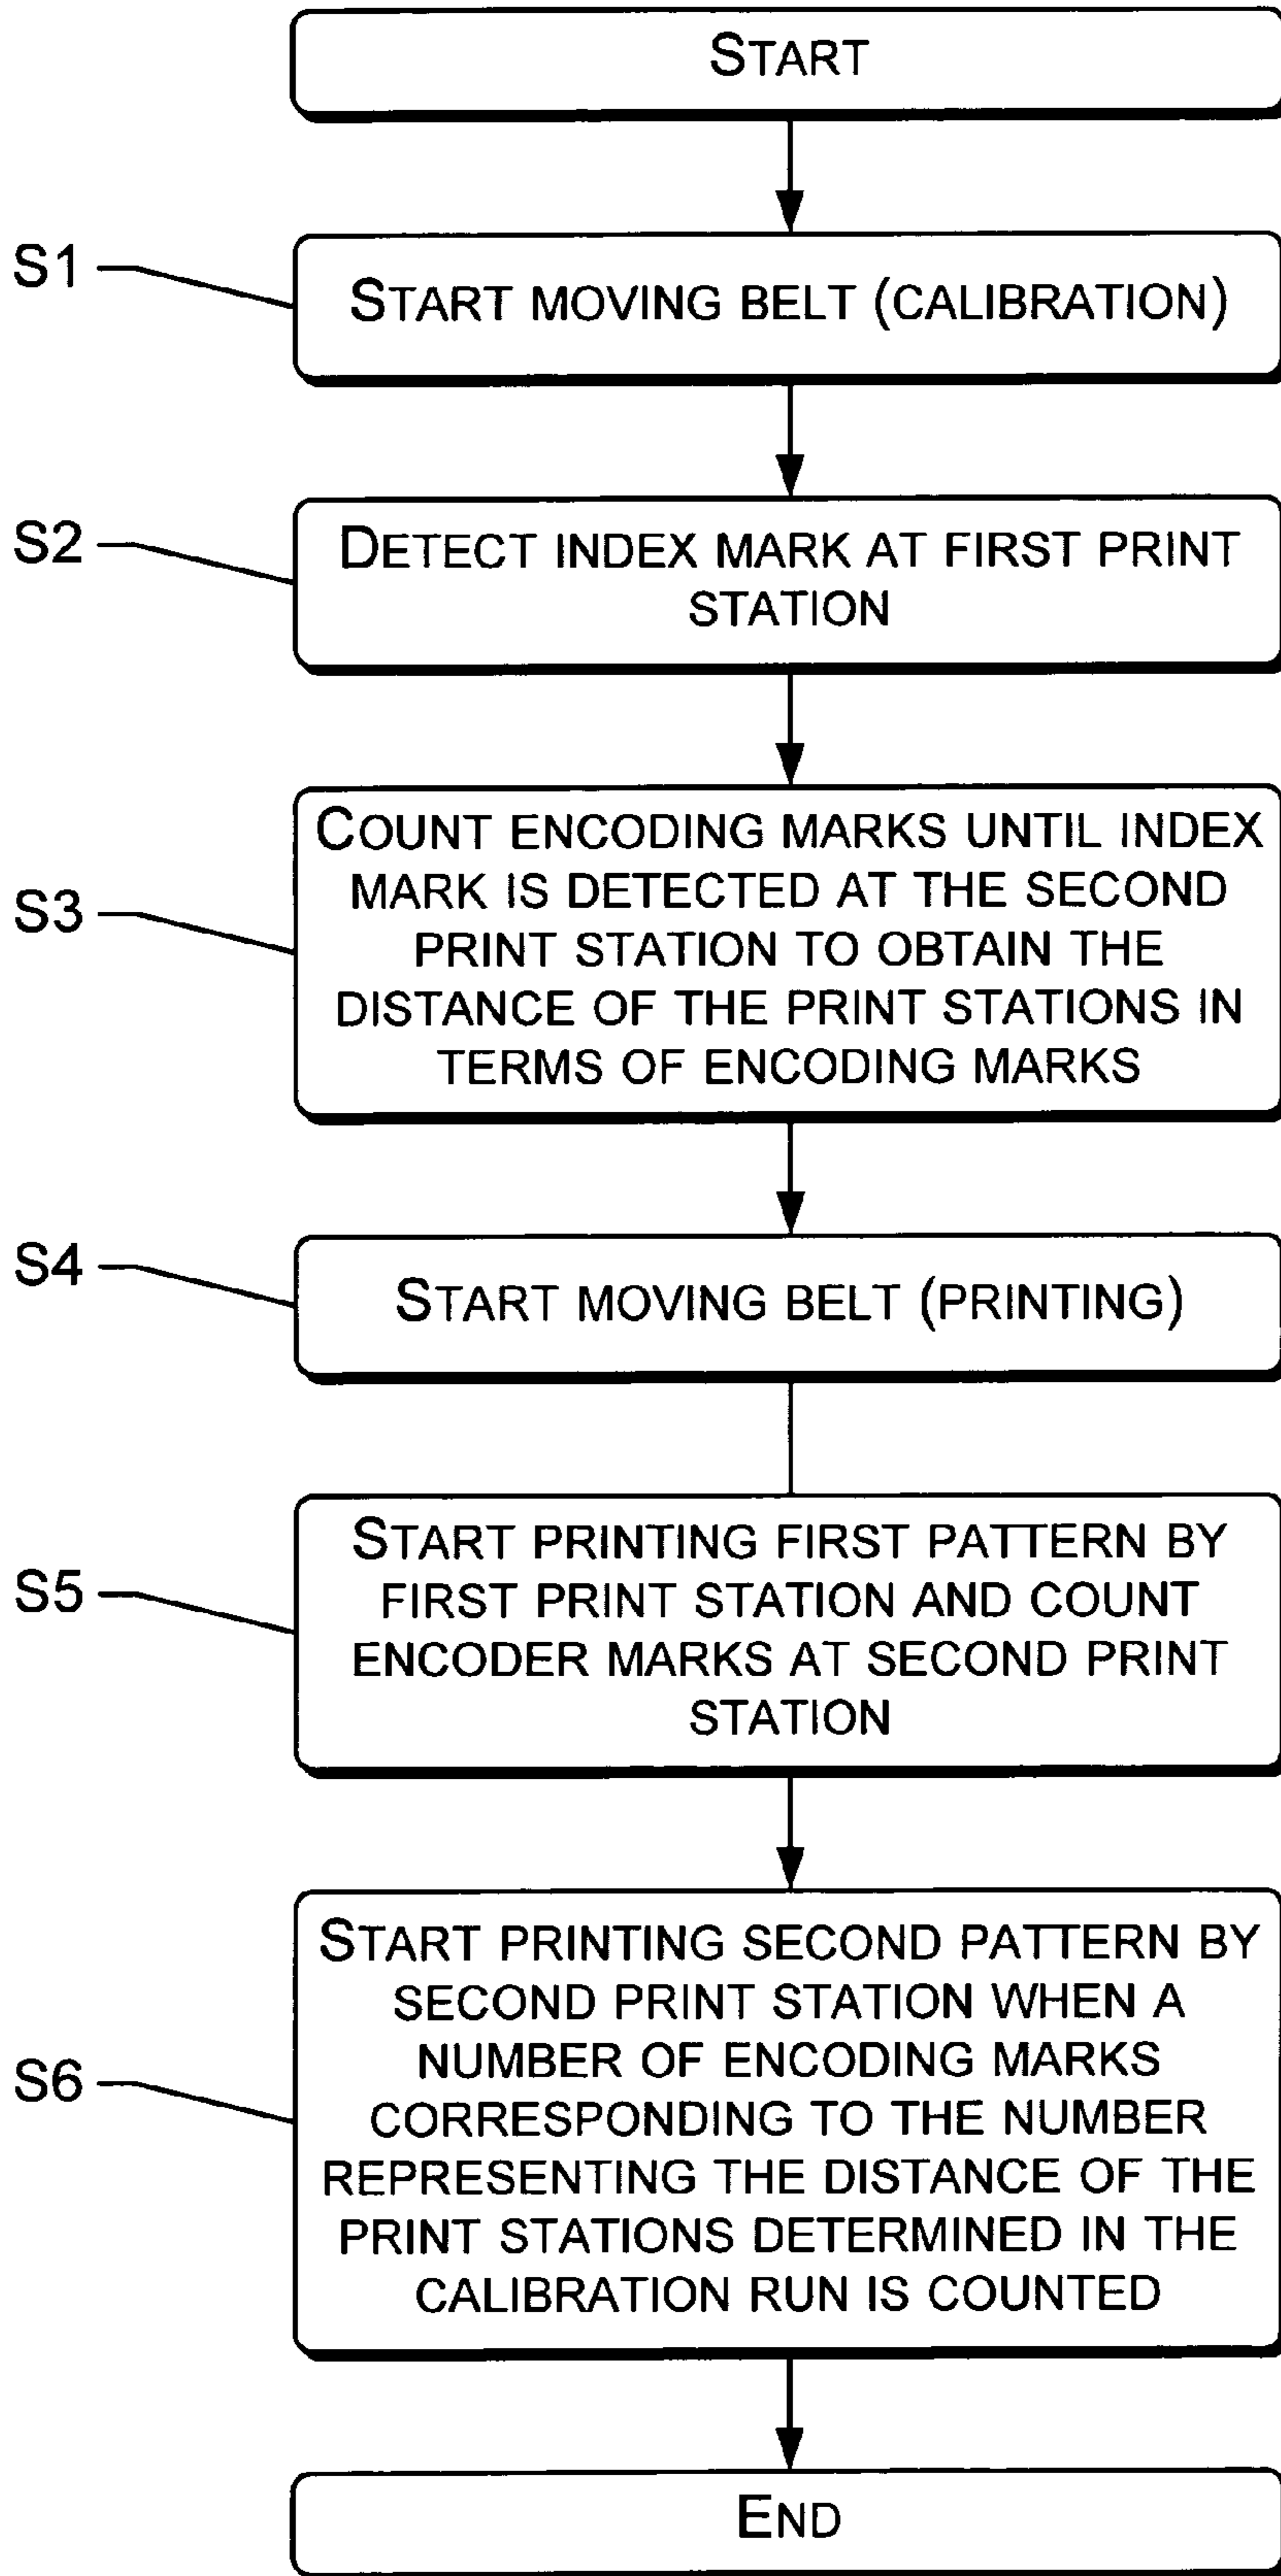 START
S1
START MOVING BELT (CALIBRATION)
S2
DETECT INDEX MARK AT FIRST PRINT
STATION
S3
COUNT ENCODING MARKS UNTIL INDEX
MARK IS DETECTED AT THE SECOND
PRINT STATION TO OBTAIN THE
DISTANCE OF THE PRINT STATIONS IN
TERMS OF ENCODING MARKS
S4
START MOVING BELT (PRINTING)
S5
START PRINTING FIRST PATTERN BY
FIRST PRINT STATION AND COUNT
ENCODER MARKS AT SECOND PRINT
STATION
S6
START PRINTING SECOND PATTERN BY
SECOND PRINT STATION WHEN A
NUMBER OF ENCODING MARKS
CORRESPONDING TO THE NUMBER
REPRESENTING THE DISTANCE OF THE
PRINT STATIONS DETERMINED IN THE
CALIBRATION RUN IS COUNTED
END